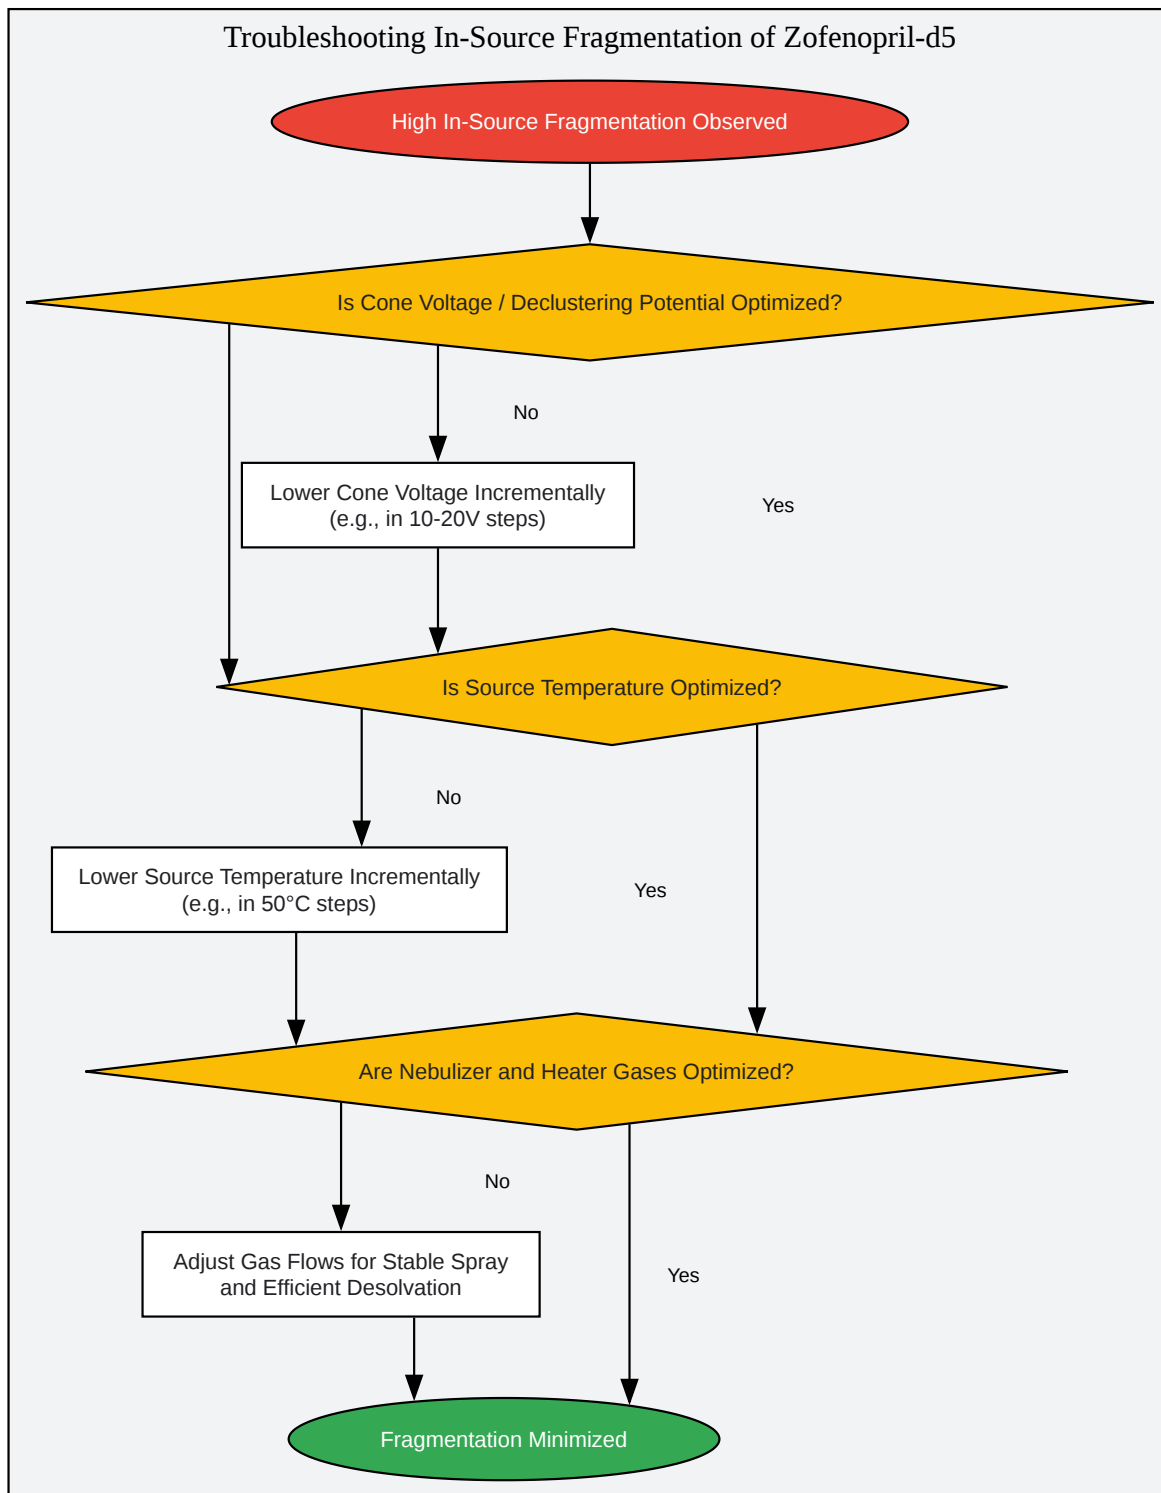 Troubleshooting In-Source Fragmentation of Zofenopril-d5
High In-Source Fragmentation Observed
Is Cone Voltage / Declustering Potential Optimized?
No
Lower Cone Voltage Incrementally
(e.g., in 10-20V steps)
Yes
Is Source Temperature Optimized?
No
Lower Source Temperature Incrementally
(e.g., in 50°C steps)
Yes
Are Nebulizer and Heater Gases Optimized?
No
Adjust Gas Flows for Stable Spray
and Efficient Desolvation
Yes
Fragmentation Minimized